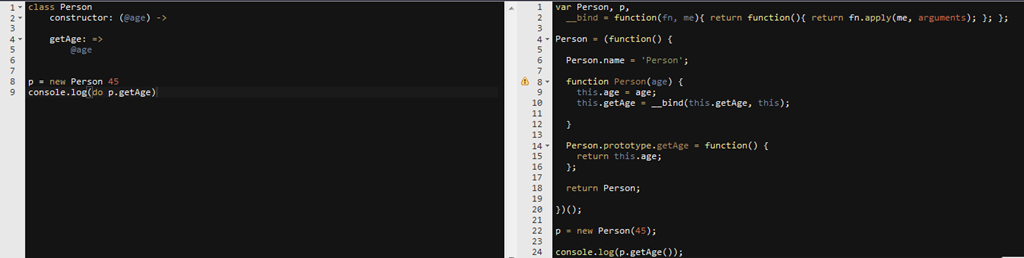 1 class Person
2 constructor: (@age) ->
3
4 getAge: =>
5 @age
6
7
8 p = new Person 45
9 console.log(do p.getAge)
1 var Person, p,
2 __bind = function(fn, me){ return function(){ return fn.apply(me, arguments); }; };
3
4 Person = (function() {
5
6 Person.name = 'Person';
7
8 function Person(age) {
9 this.age = age;
10 this.getAge = __bind(this.getAge, this);
11
12 }
13
14 Person.prototype.getAge = function() {
15 return this.age;
16 };
17
18 return Person;
19
20 })();
21
22 p = new Person(45);
23
24 console.log(p.getAge());